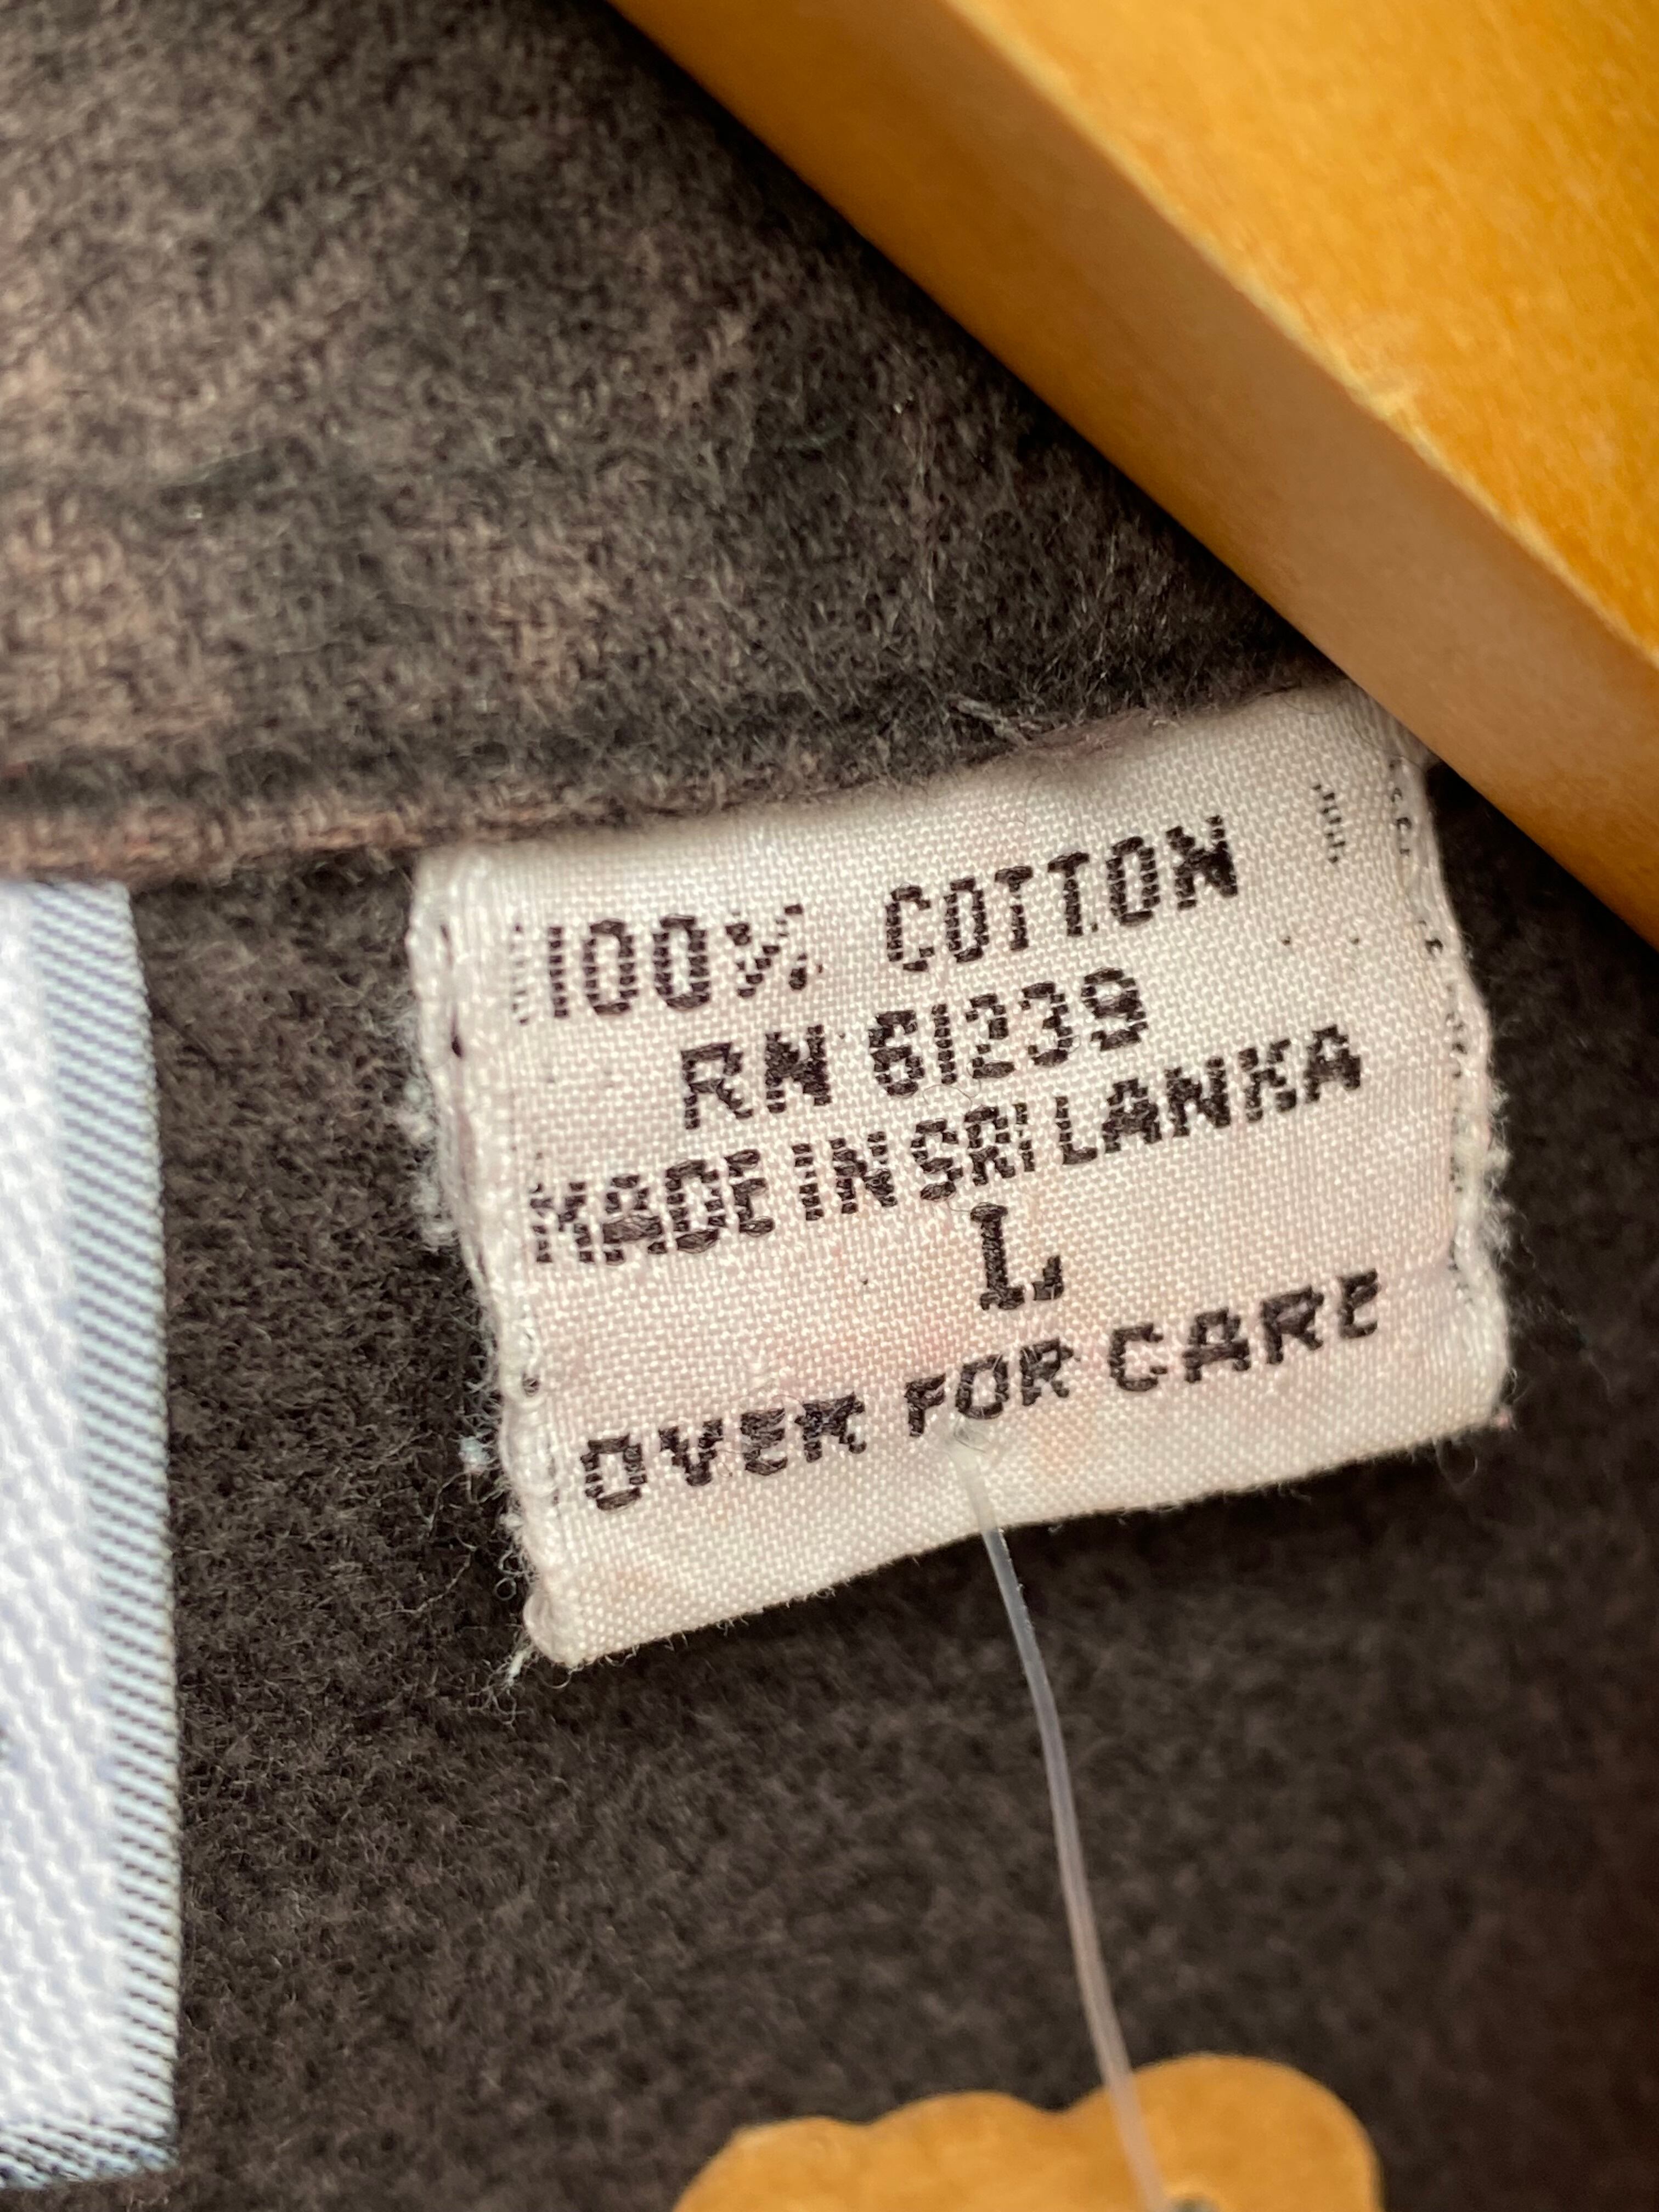 100% COTTON
RN 61239
MADE IN SRI LANKA
L
OVER FOR CARE